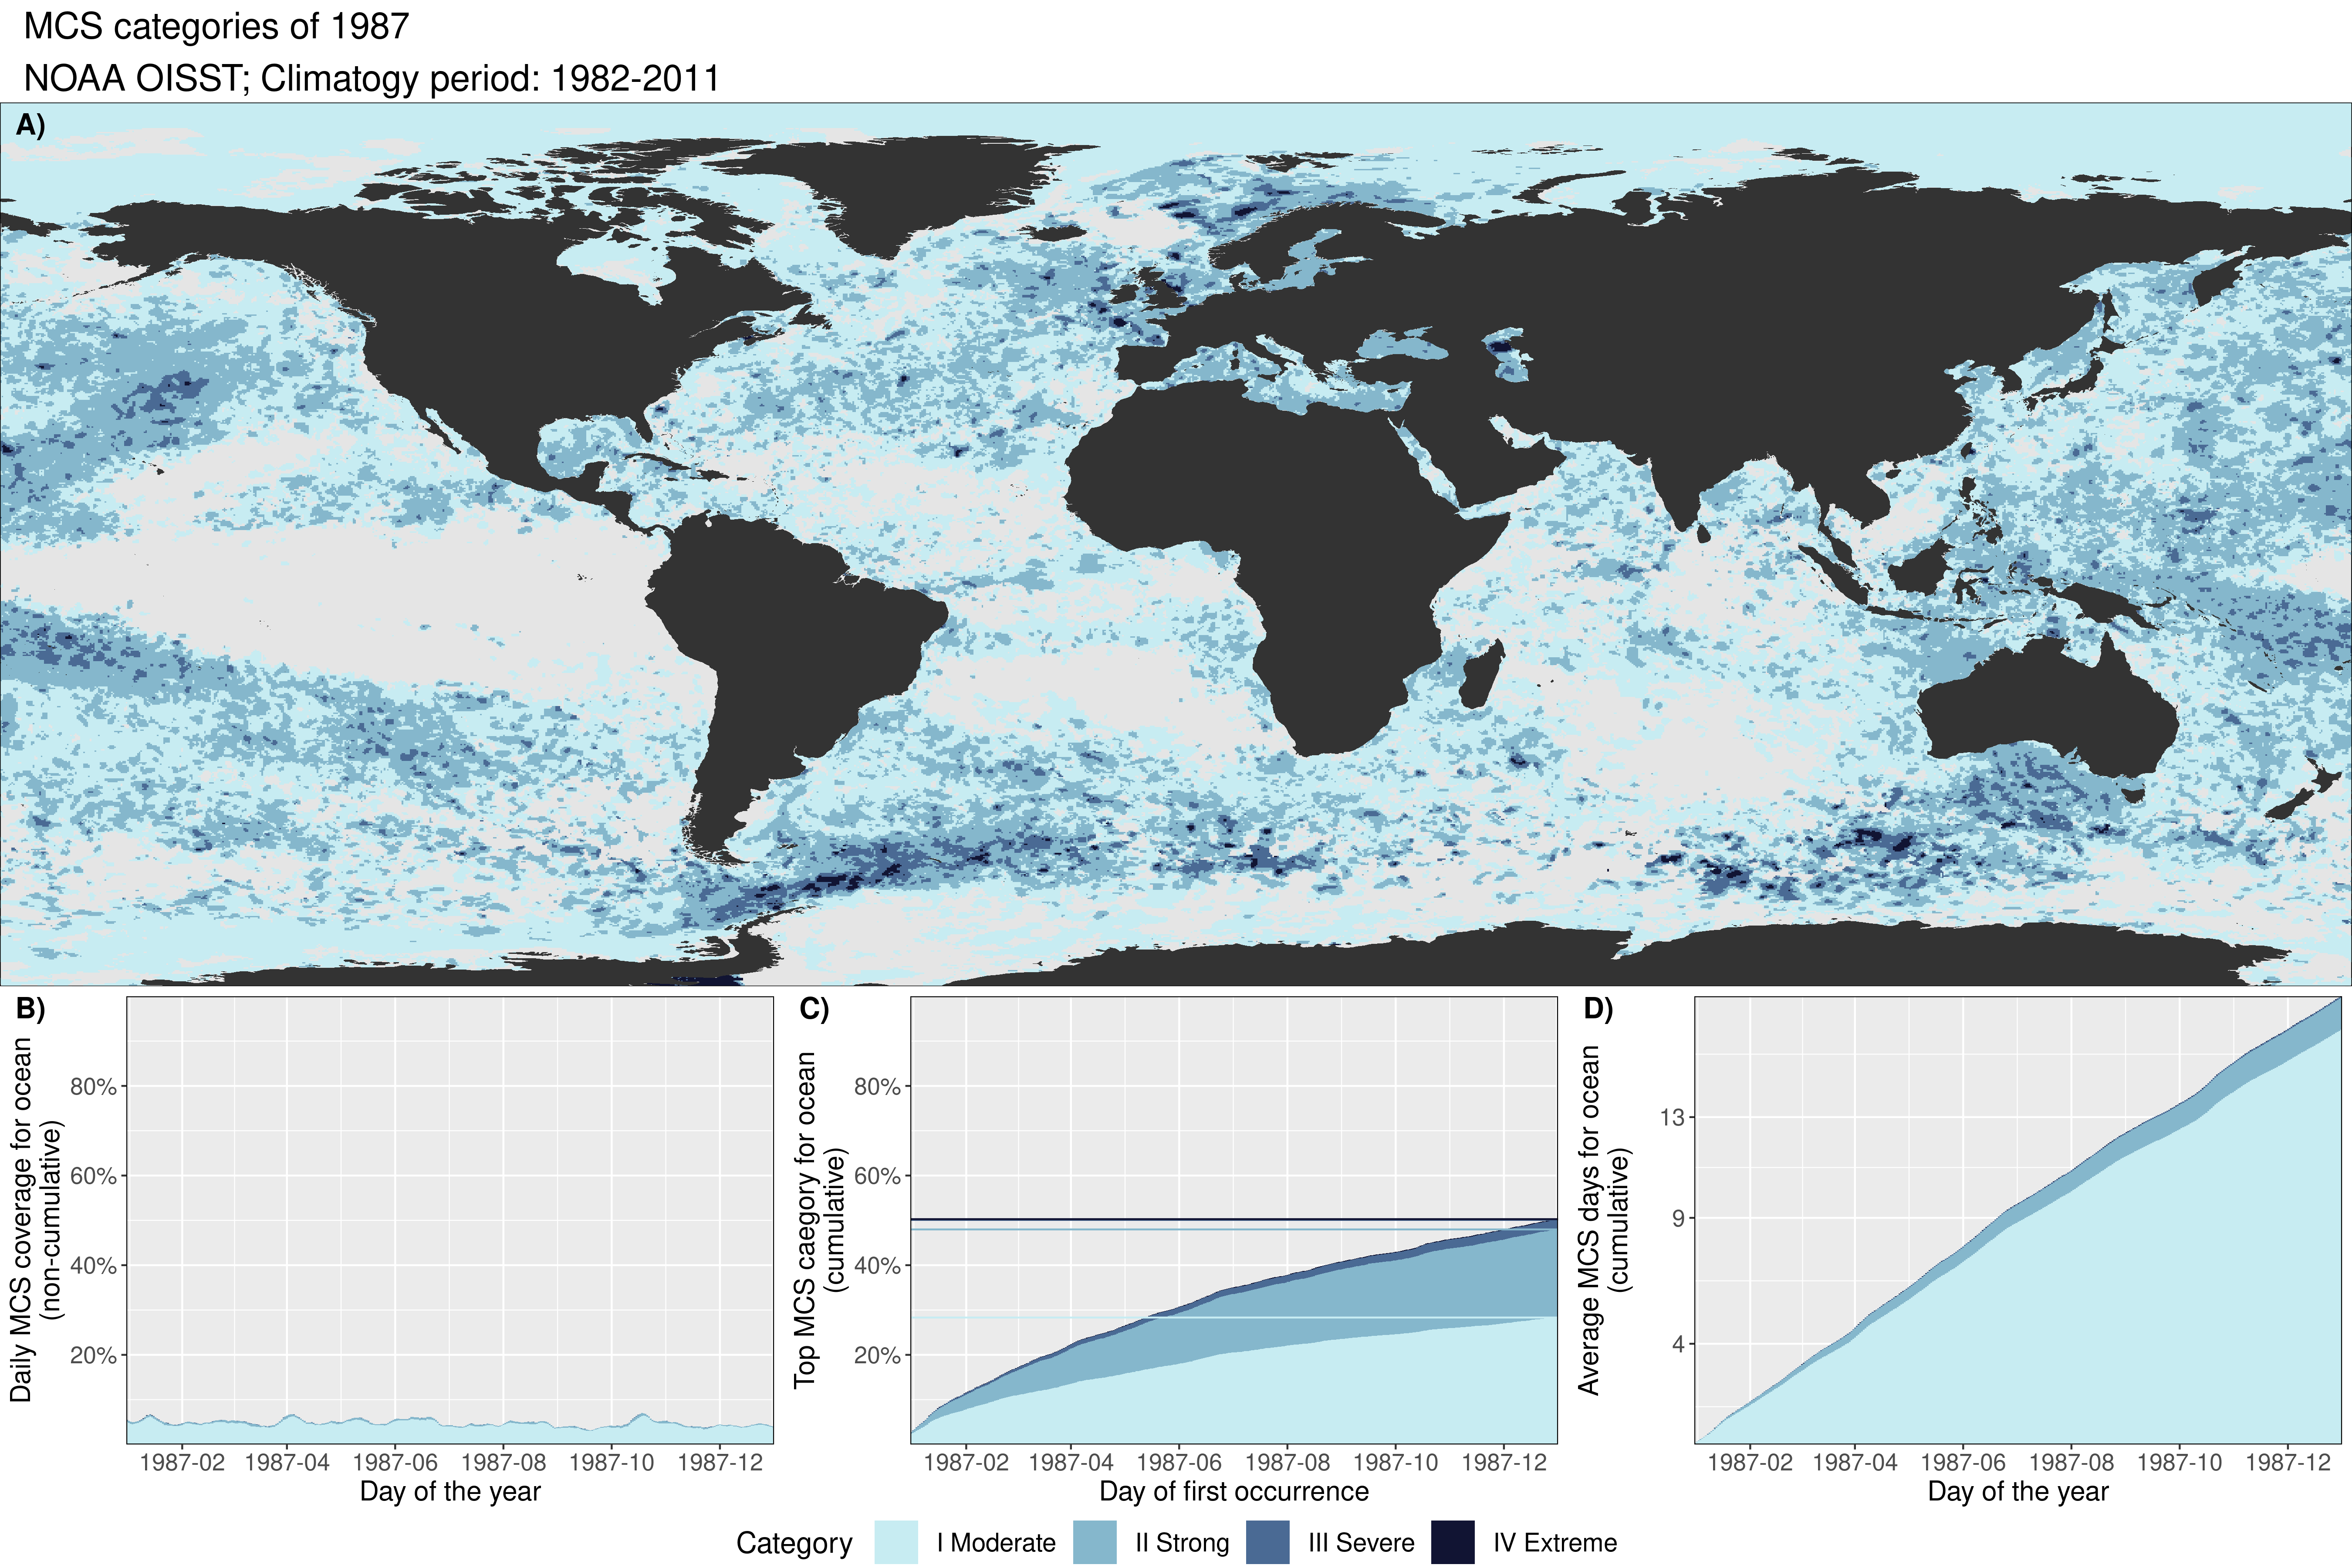 MCS categories of 1987
NOAA OISST; Climatogy period: 1982-2011
A)
B)
Daily MCS coverage for ocean
(non-cumulative)
80%
60%
40%
20%
1987-02 1987-04 1987-06 1987-08 1987-10 1987-12
Day of the year
C)
Top MCS caegory for ocean
(cumulative)
80%
60%
40%
20%
1987-02 1987-04 1987-06 1987-08 1987-10 1987-12
Day of first occurrence
D)
Average MCS days for ocean
(cumulative)
13
9
4
1987-02 1987-04 1987-06 1987-08 1987-10 1987-12
Day of the year
Category I Moderate II Strong III Severe IV Extreme